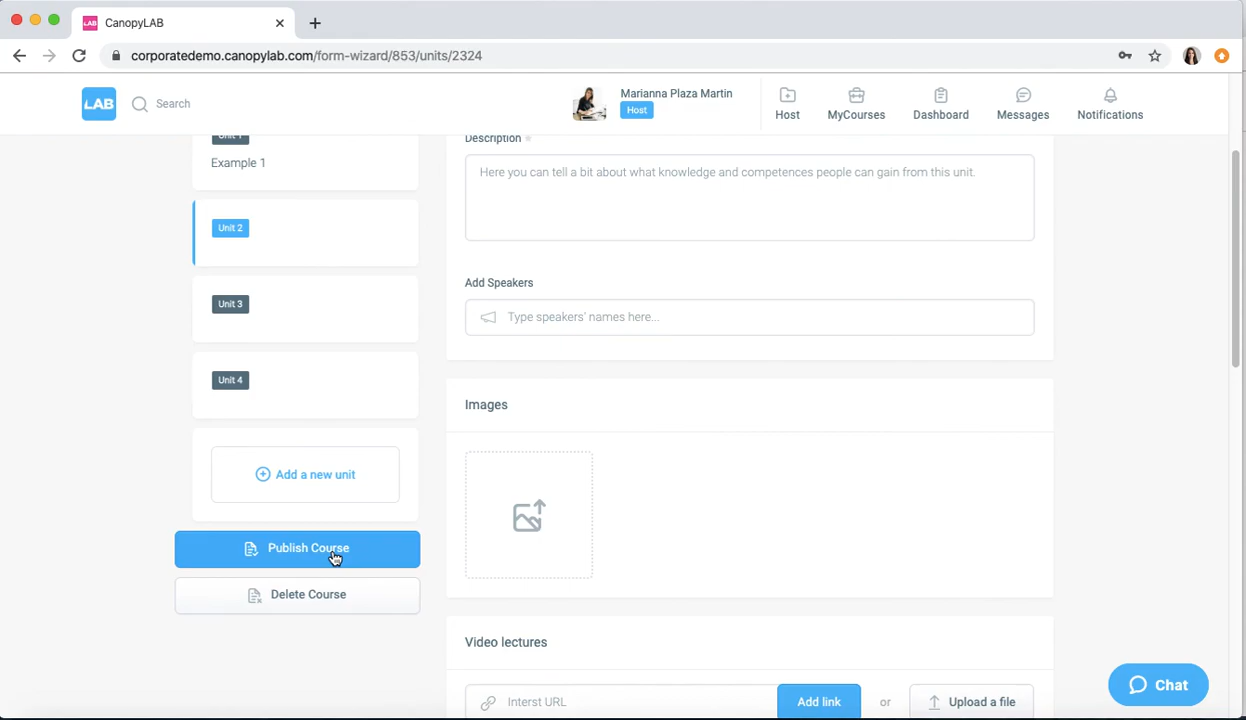 CanopyLAB
corporatedemo.canopylab.com/form-wizard/853/units/2324
LAB
Search
Marianna Plaza Martin
Host
Host
MyCourses
Dashboard
Messages
Notifications
Unit 1
Example 1
Unit 2
Unit 3
Unit 4
Add a new unit
Publish Course
Delete Course
Description
Here you can tell a bit about what knowledge and competences people can gain from this unit.
Add Speakers
Type speakers' names here...
Images
Video lectures
Interst URL
Add link
or
Upload a file
Chat